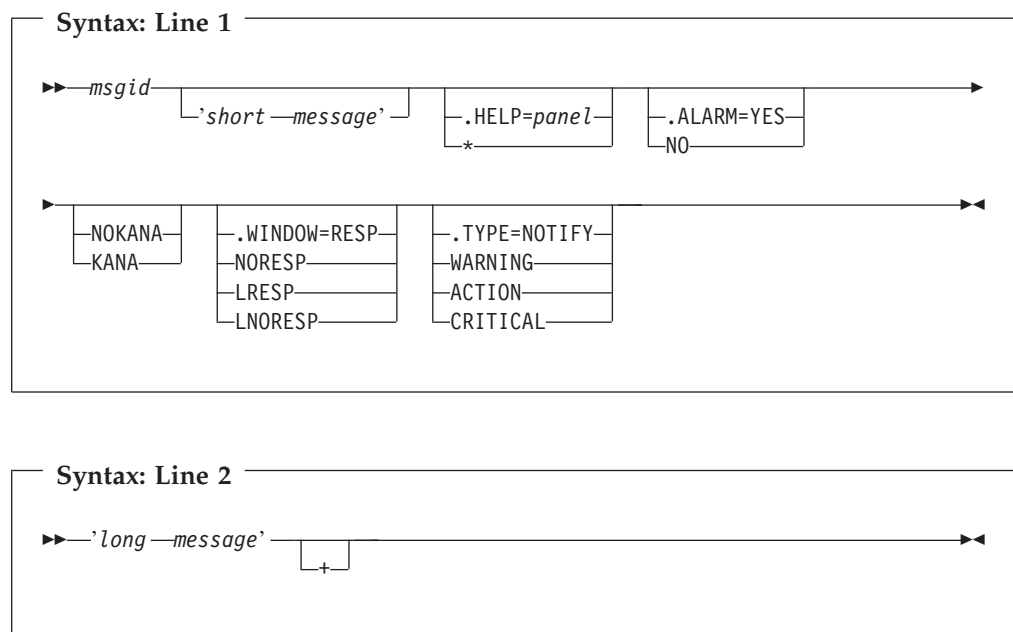 Syntax: Line 1
msgid
'short message'
.HELP=panel
*
.ALARM=YES
NO
NOKANA
KANA
.WINDOW=RESP
NORESP
LRESP
LNORESP
.TYPE=NOTIFY
WARNING
ACTION
CRITICAL
Syntax: Line 2
'long message'
+